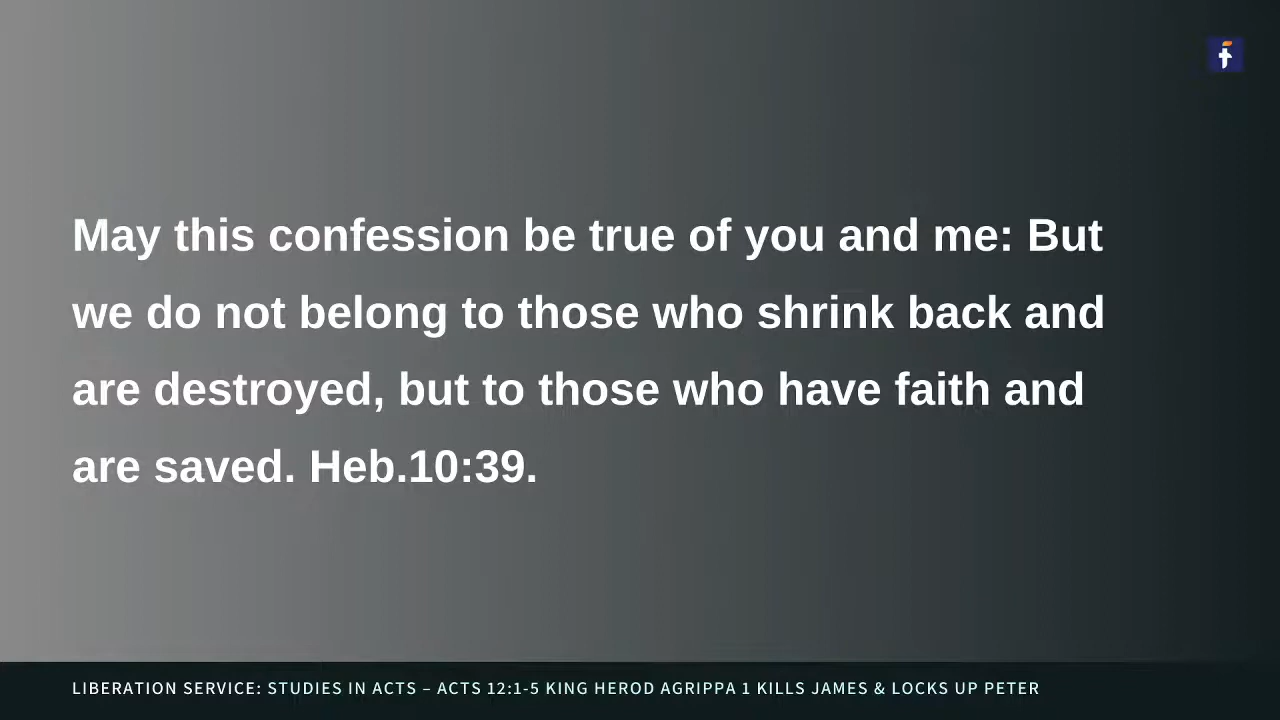 May this confession be true of you and me: But
we do not belong to those who shrink back and
are destroyed, but to those who have faith and
are saved. Heb.10:39.
LIBERATION SERVICE: STUDIES IN ACTS – ACTS 12:1-5 KING HEROD AGRIPPA 1 KILLS JAMES & LOCKS UP PETER